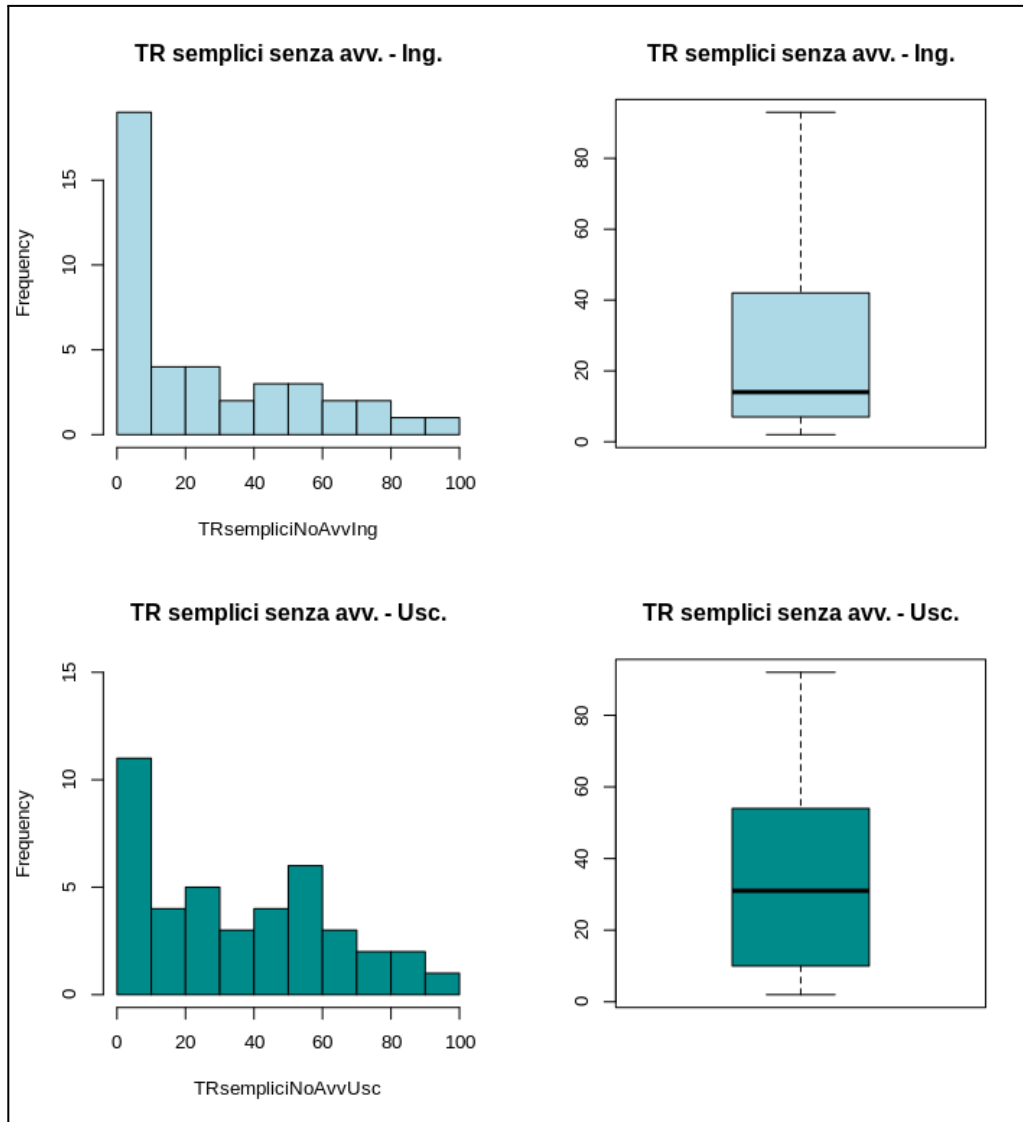 TR semplici senza avv. - Ing.
Frequency
15
10
5
0
0 20 40 60 80 100
TRsempliciNoAvvIng
TR semplici senza avv. - Ing.
80
60
40
20
0
TR semplici senza avv. - Usc.
Frequency
15
10
5
0
0 20 40 60 80 100
TRsempliciNoAvvUsc
TR semplici senza avv. - Usc.
80
60
40
20
0